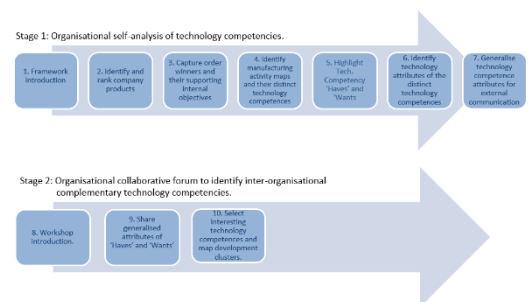 Stage 1: Organisational self-analysis of technology competencies.
1. Framework
introduction
2. Identify and
rank company
products
3. Capture order
winners and
their supporting
internal
objectives
4. Identify
manufacturing
activity maps
and their distinct
technology
competences
5. Highlight
Tech.
Competency
'Haves' and
'Wants
6. Identify
technology
attributes of the
distinct
technology
competences
7. Generalise
technology
competence
attributes for
external
communication
Stage 2: Organisational collaborative forum to identify inter-organisational
complementary technology competencies.
8. Workshop
introduction.
9. Share
generalised
attributes of
'Haves' and 'Wants'
10. Select
interesting
technology
competences and
map development
clusters.